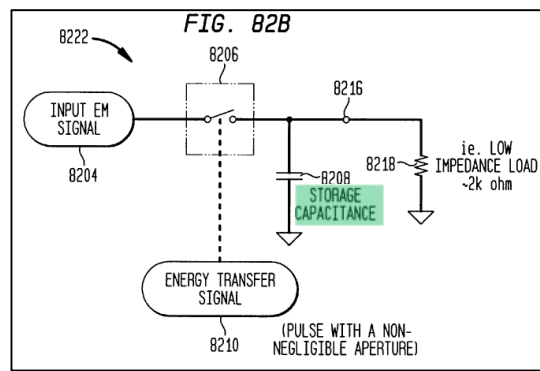 FIG. 82B
8222
8206
INPUT EM
SIGNAL
8204
8216
8208
STORAGE
CAPACITANCE
8218
ie. LOW
IMPEDANCE LOAD
~2k ohm
ENERGY TRANSFER
SIGNAL
8210
(PULSE WITH A NON-
NEGLIGIBLE APERTURE)